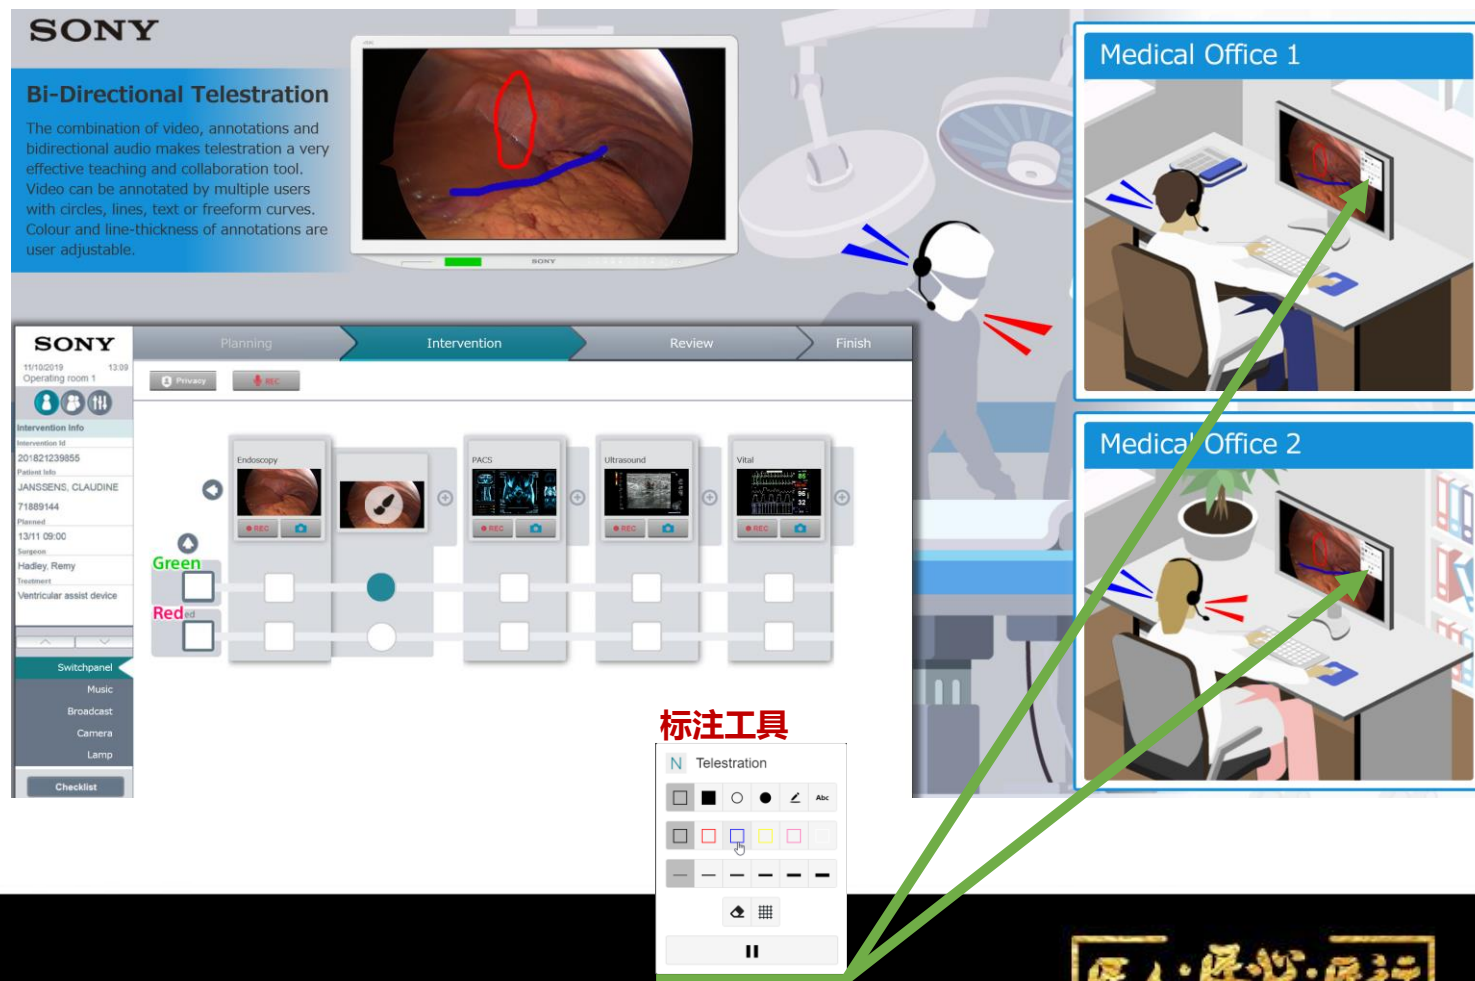 SONY
Bi-Directional Telestration
The combination of video, annotations and
bidirectional audio makes telestration a very
effective teaching and collaboration tool.
Video can be annotated by multiple users
with circles, lines, text or freeform curves.
Colour and line-thickness of annotations are
user adjustable.
SONY
Medical Office 1
Medical Office 2
SONY
11/10/2019 13:09
Operating room 1
Planning
Intervention
Review
Finish
Privacy
REC
Intervention Info
Intervention Id
201821239855
Patient Info
JANSSENS, CLAUDINE
71889144
Planned
13/11 09:00
Surgeon
Hadley, Remy
Treatment
Ventricular assist device
Switchpanel
Music
Broadcast
Camera
Lamp
Checklist
Endoscopy
REC
PACS
REC
Ultrasound
REC
Vital
REC
Green
Red
标注工具
N Telestration
Abc